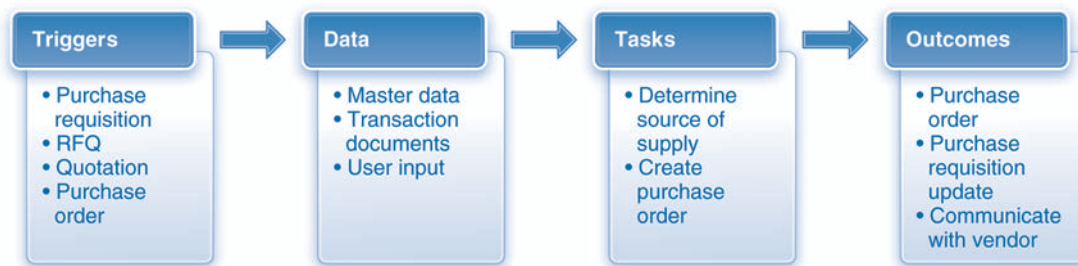 Triggers
• Purchase
requisition
• RFQ
• Quotation
• Purchase
order
Data
• Master data
• Transaction
documents
• User input
Tasks
• Determine
source of
supply
• Create
purchase
order
Outcomes
• Purchase
order
• Purchase
requisition
update
• Communicate
with vendor